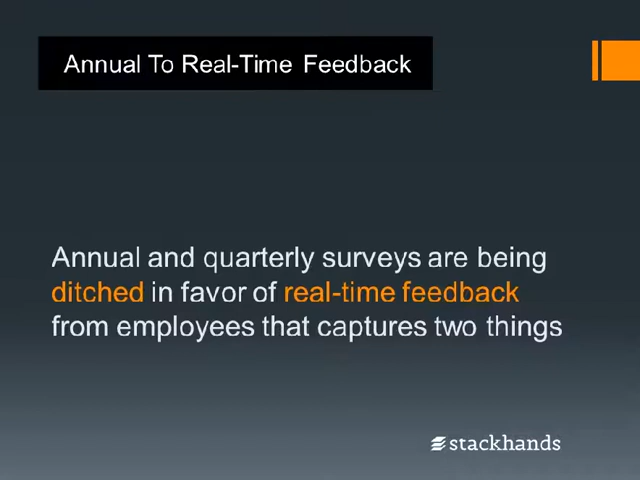 Annual To Real-Time Feedback
Annual and quarterly surveys are being
ditched in favor of real-time feedback
from employees that captures two things
stackhands